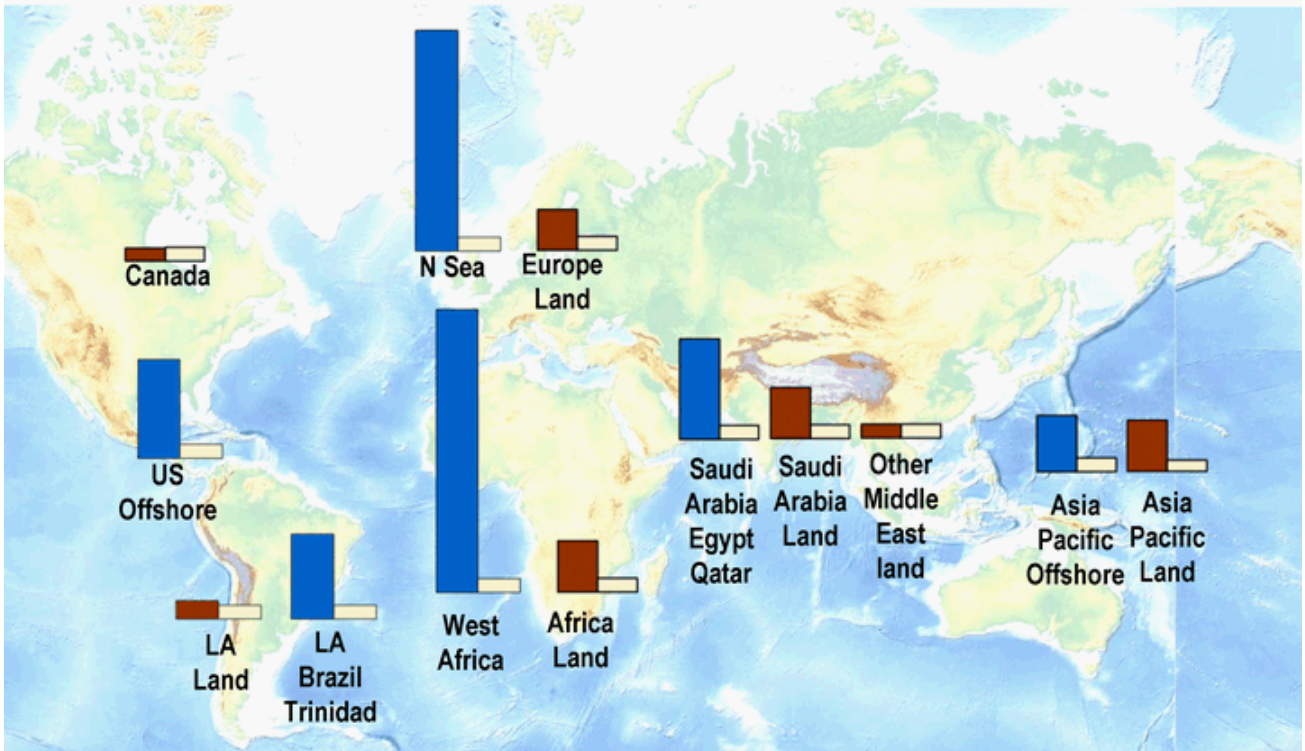 Canada
N Sea
Europe
Land
US
Offshore
LA
Land
LA
Brazil
Trinidad
West
Africa
Africa
Land
Saudi
Arabia
Egypt
Qatar
Saudi
Arabia
Land
Other
Middle
East
land
Asia
Pacific
Offshore
Asia
Pacific
Land